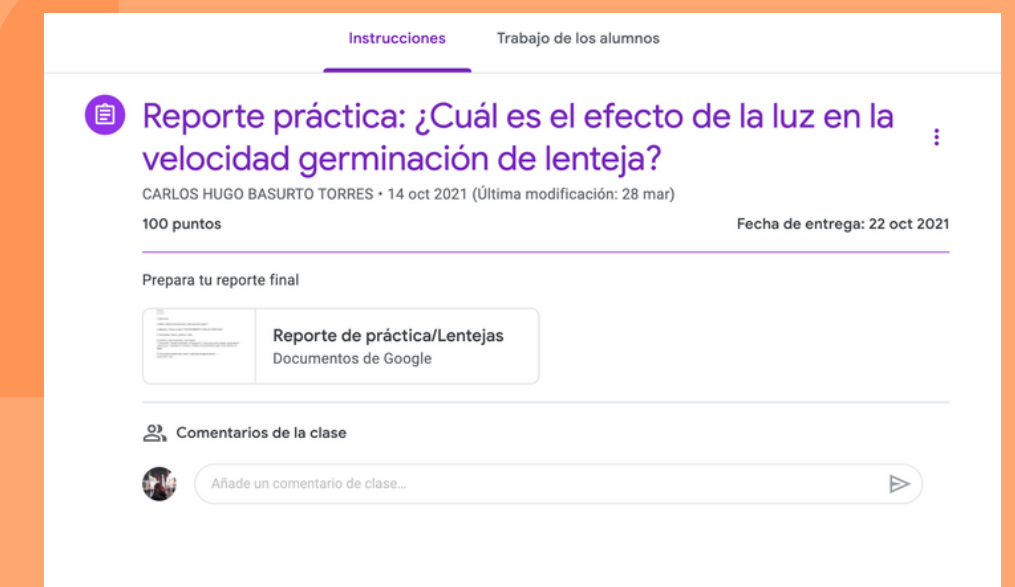 Instrucciones
Trabajo de los alumnos
Reporte práctica: ¿Cuál es el efecto de la luz en la
velocidad germinación de lenteja?
CARLOS HUGO BASURTO TORRES • 14 oct 2021 (Última modificación: 28 mar)
100 puntos
Fecha de entrega: 22 oct 2021
Prepara tu reporte final
Reporte de práctica/Lentejas
Documentos de Google
Comentarios de la clase
Añade un comentario de clase...